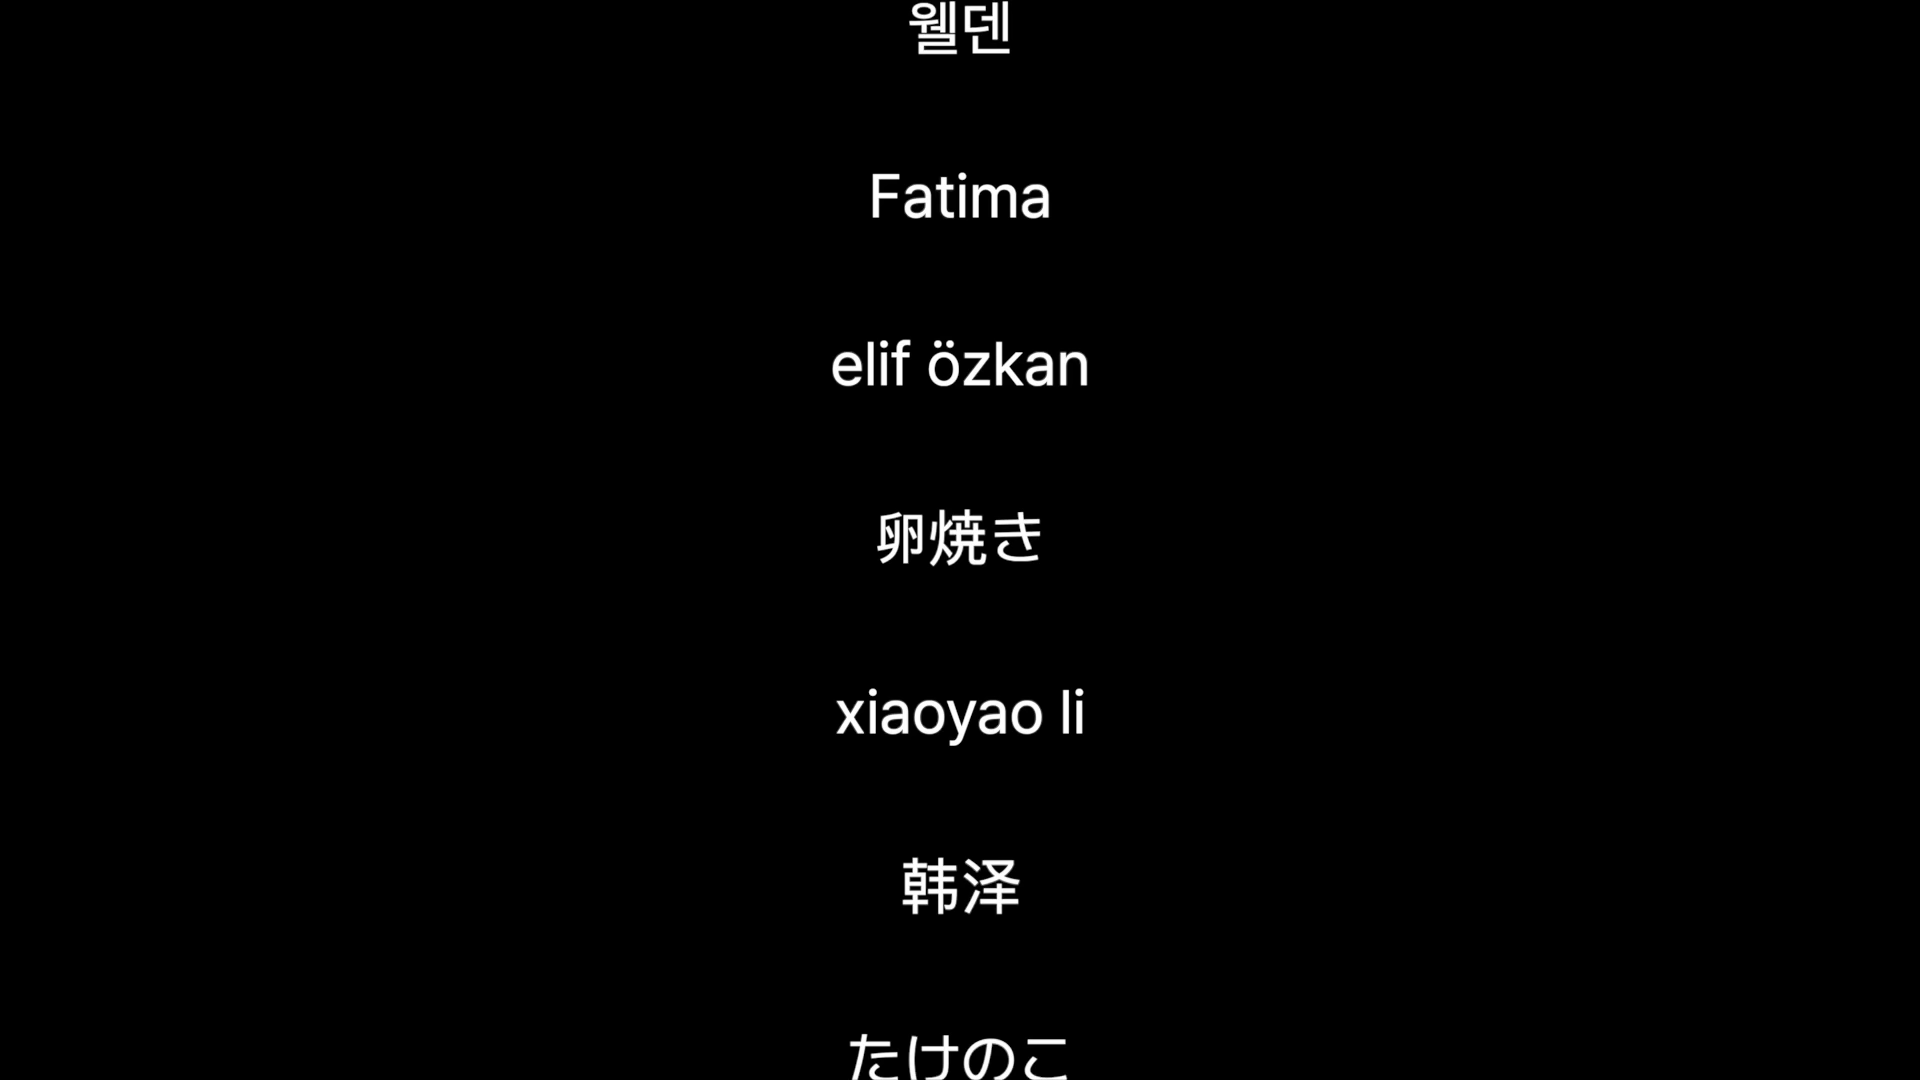 웰덴
Fatima
elif özkan
卵焼き
xiaoyao li
韩泽
たけのこ